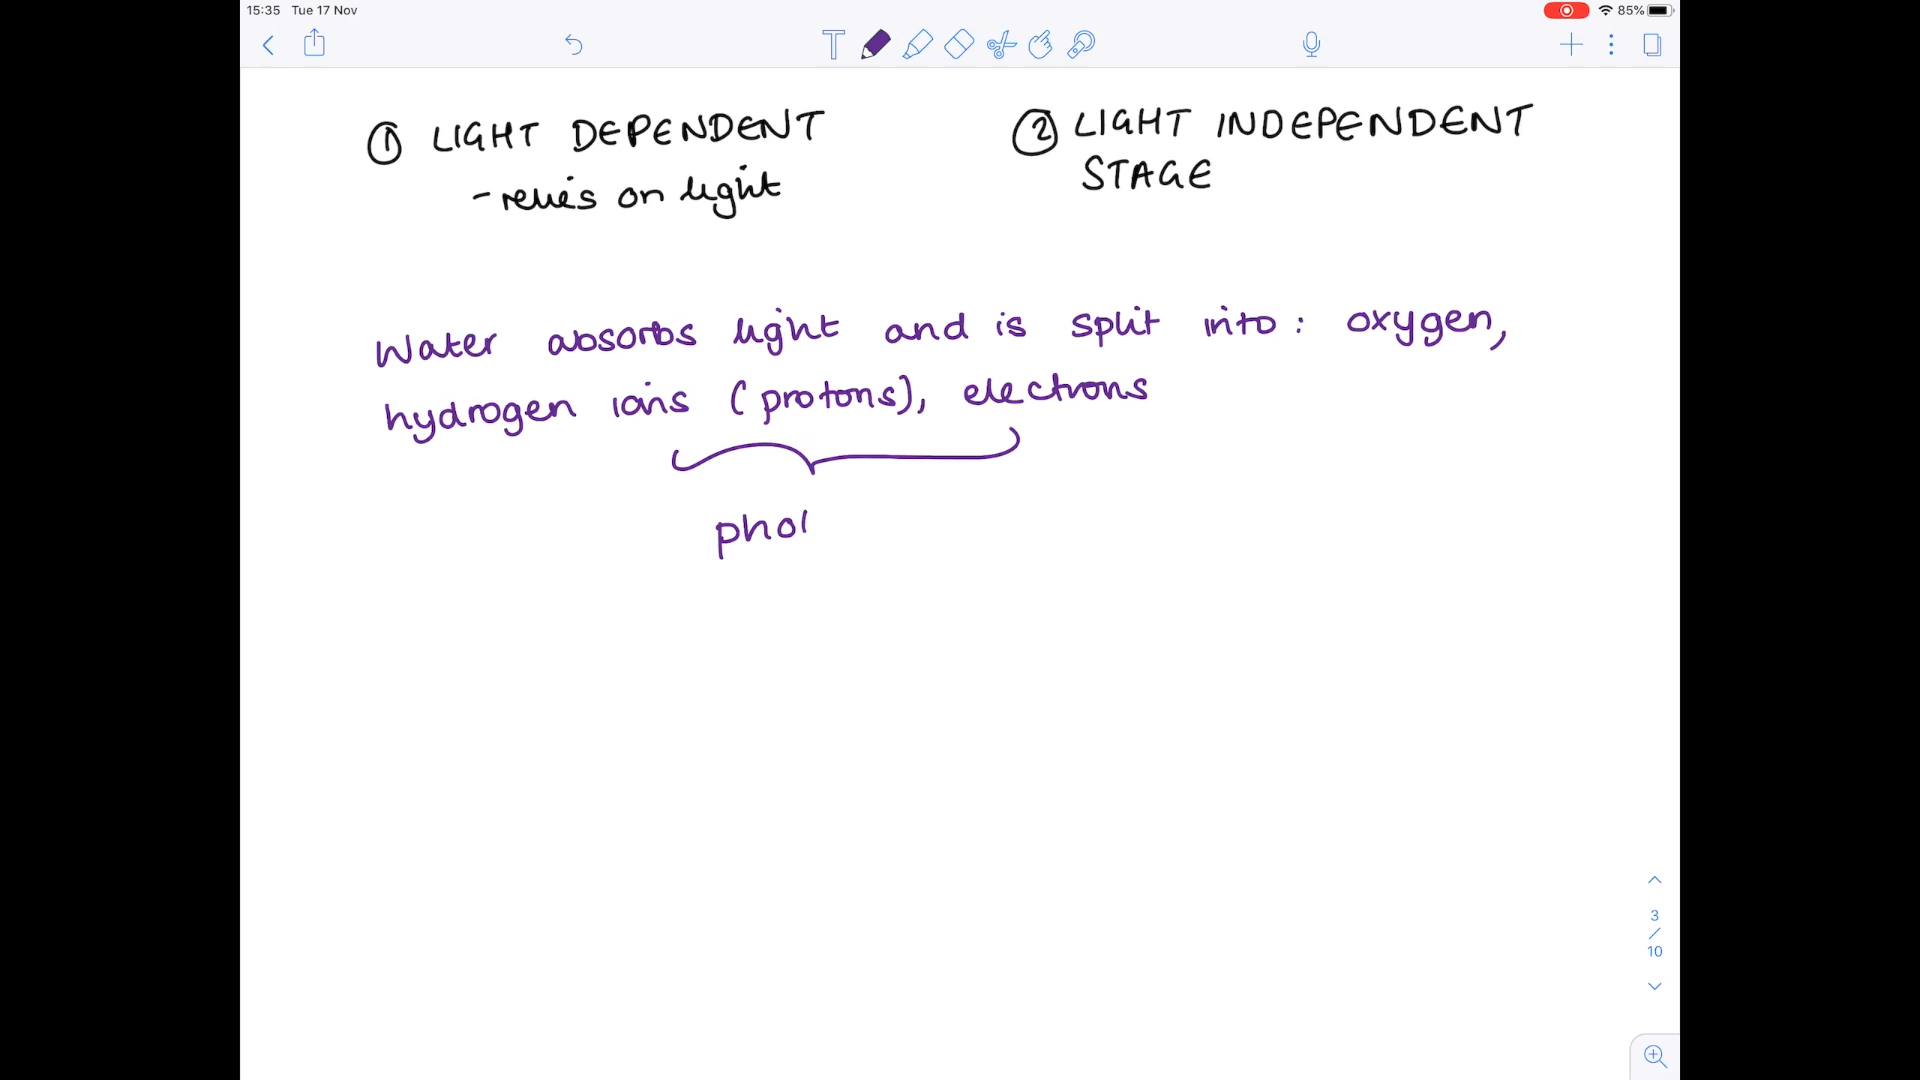 15:35 Tue 17 Nov
85%
① LIGHT DEPENDENT
- relies on light
② LIGHT INDEPENDENT
STAGE
Water absorbs light and is split into: oxygen,
hydrogen ions (protons), electrons
phol
3
/
10